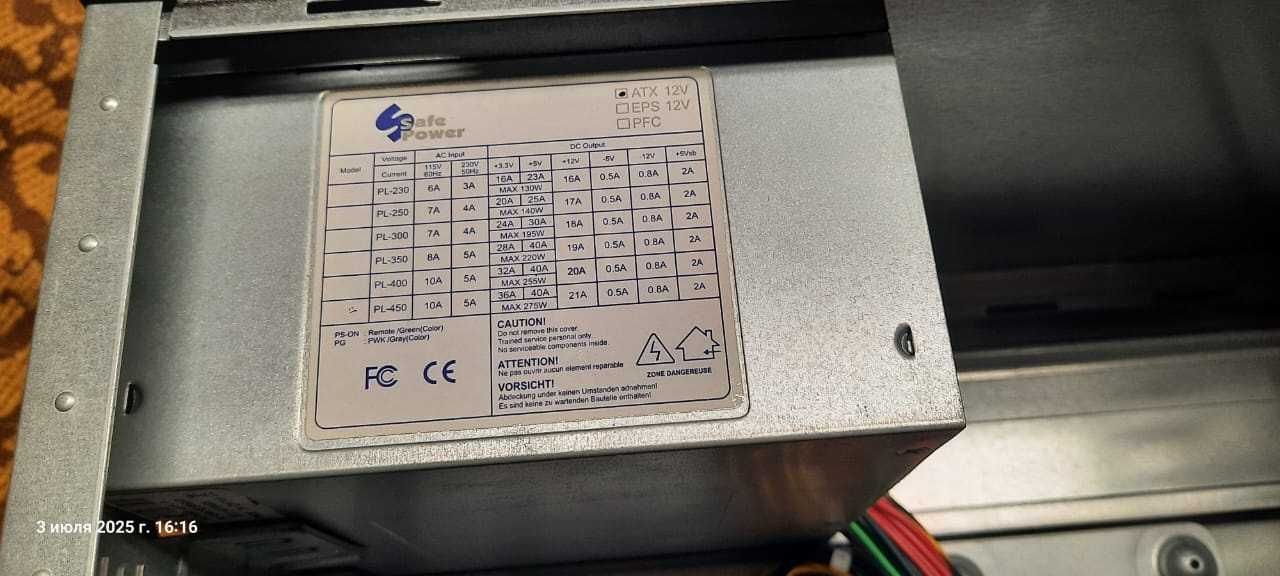 Safe
Power
ATX 12V
EPS 12V
PFC
Model Voltage AC Input DC Output
Current 115V 60Hz 230V 50Hz +3.3V +5V +12V -5V -12V +5Vsb
PL-230 6A 3A 16A 23A 16A 0.5A 0.8A 2A
MAX 130W
PL-250 7A 4A 20A 25A 17A 0.5A 0.8A 2A
MAX 140W
PL-300 7A 4A 24A 30A 18A 0.5A 0.8A 2A
MAX 195W
PL-350 8A 5A 28A 40A 19A 0.5A 0.8A 2A
MAX 220W
PL-400 10A 5A 32A 40A 20A 0.5A 0.8A 2A
MAX 255W
PL-450 10A 5A 36A 40A 21A 0.5A 0.8A 2A
MAX 275W
PS-ON : Remote /Green(Color)
PG : PWK /Gray(Color)
FC CE
CAUTION!
Do not remove this cover.
Trained service personal only.
No serviceable components inside.
ATTENTION!
Ne pas ouvrir aucun element reparable
VORSICHT!
Abdeckung under keinen Umstanden adnehmen!
Es sind keine zu wartenden Bauteile enthalten!
ZONE DANGEREUSE
3 июля 2025 г. 16:16